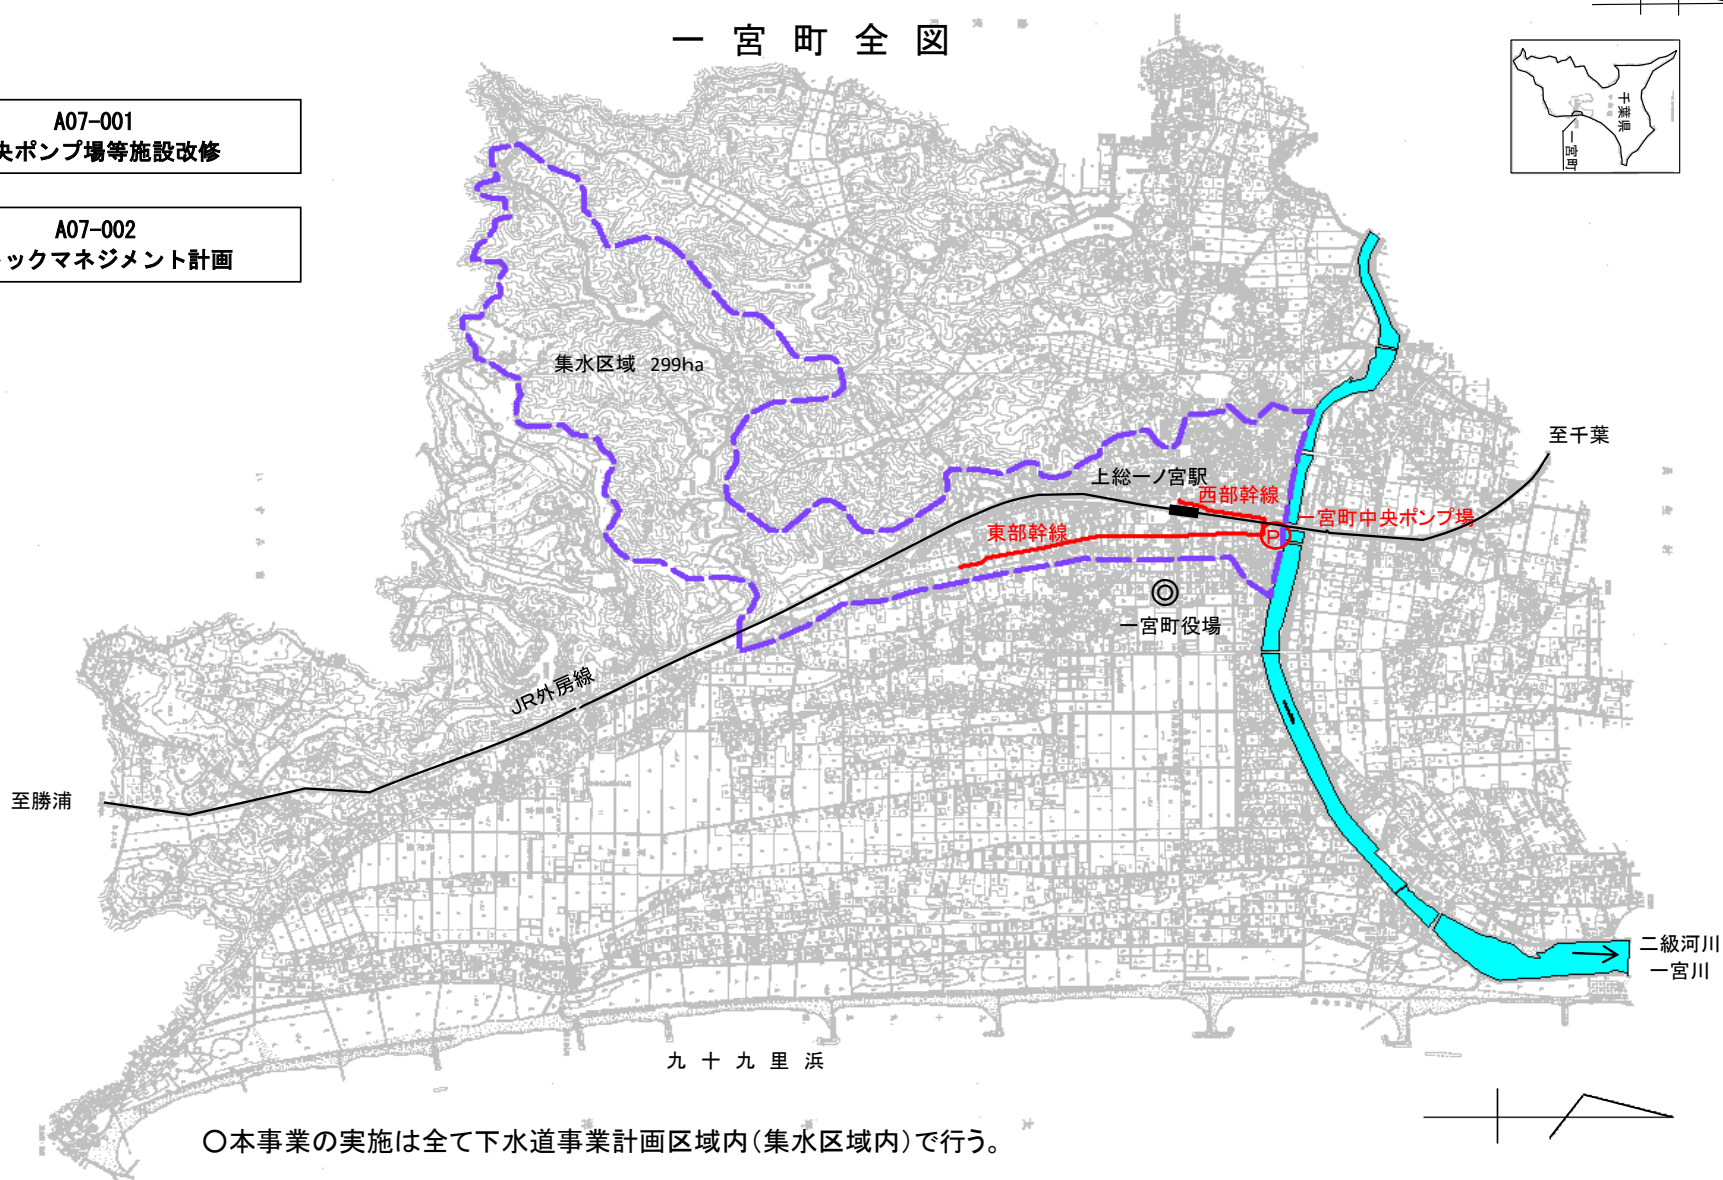 一宮町全図
A07-001
央ポンプ場等施設改修
A07-002
ックマネジメント計画
千葉県
一宮町
集水区域 299ha
至千葉
上総一ノ宮駅
西部幹線
一宮町中央ポンプ場
東部幹線
P
一宮町役場
JR外房線
至勝浦
二級河川
一宮川
九十九里浜
〇本事業の実施は全て下水道事業計画区域内(集水区域内)で行う。